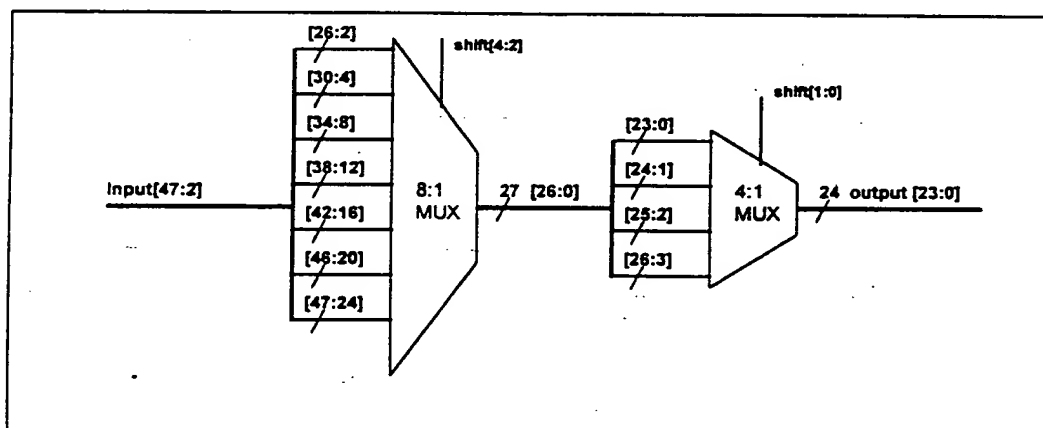 [26:2]
shift[4:2]
[30:4]
[34:8]
[38:12]
Input[47:2]
[42:16]
[46:20]
[47:24]
8:1
MUX
27 [26:0]
shift[1:0]
[23:0]
[24:1]
[25:2]
[26:3]
4:1
MUX
24 output [23:0]